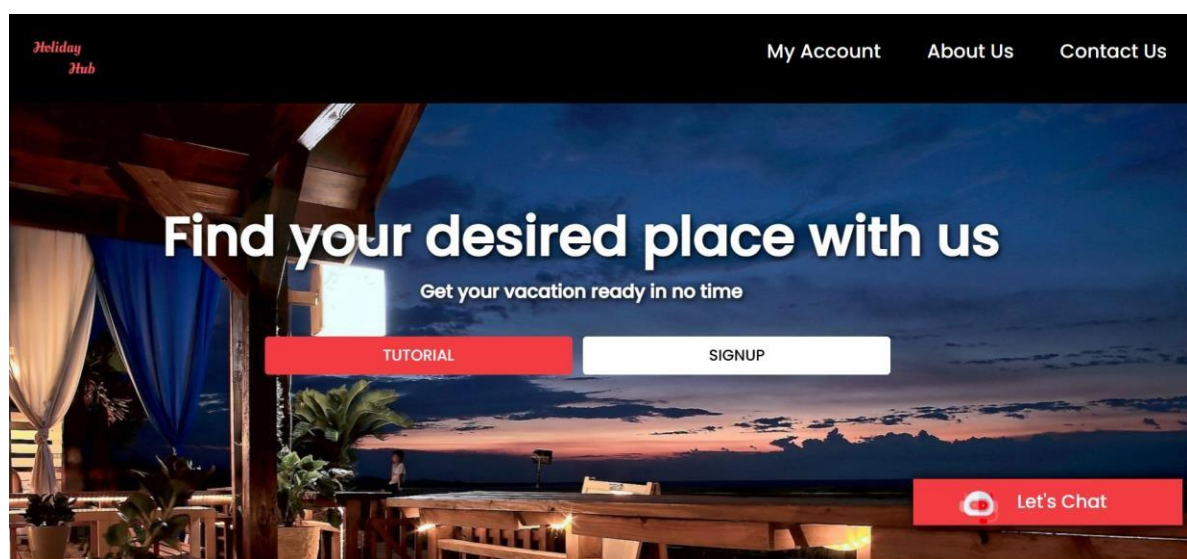 Holiday
Hub
My Account
About Us
Contact Us
Find your desired place with us
Get your vacation ready in no time
TUTORIAL
SIGNUP
Let's Chat